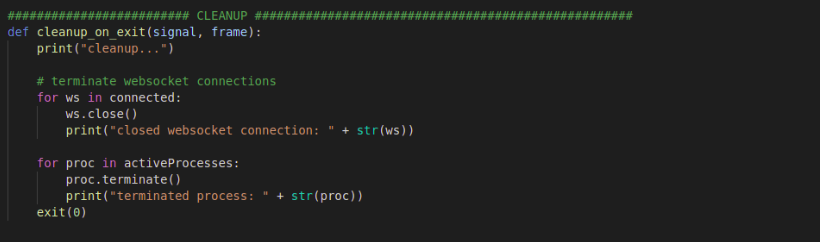 ######################### CLEANUP ####################################################
def cleanup_on_exit(signal, frame):
    print("cleanup...")
    # terminate websocket connections
    for ws in connected:
        ws.close()
        print("closed websocket connection: " + str(ws))
    for proc in activeProcesses:
        proc.terminate()
        print("terminated process: " + str(proc))
    exit(0)